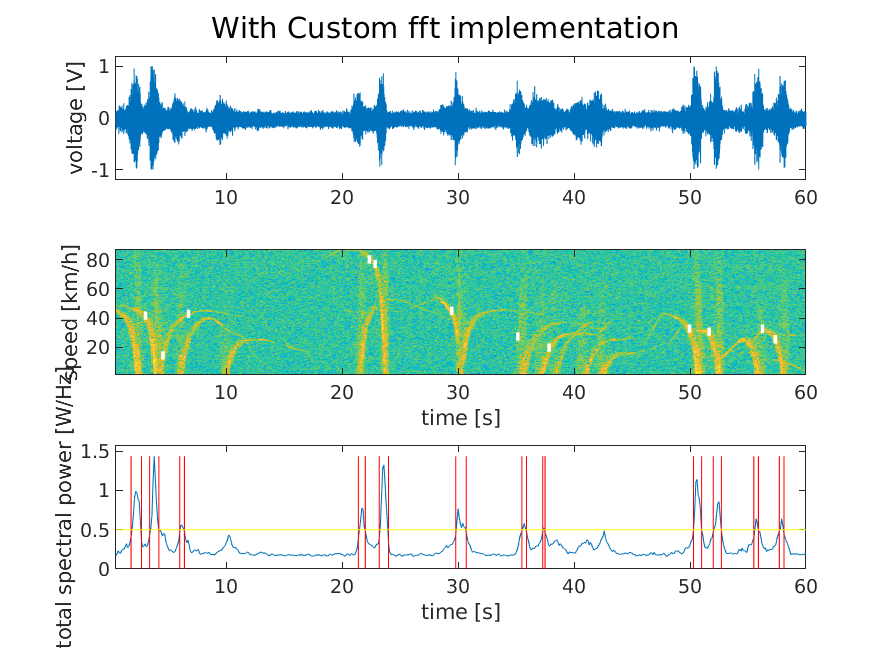 With Custom fft implementation
voltage [V]
1
0
-1
10 20 30 40 50 60
speed [km/h]
80
60
40
20
10 20 30 40 50 60
time [s]
total spectral power [W/Hz]
1.5
1
0.5
0
10 20 30 40 50 60
time [s]